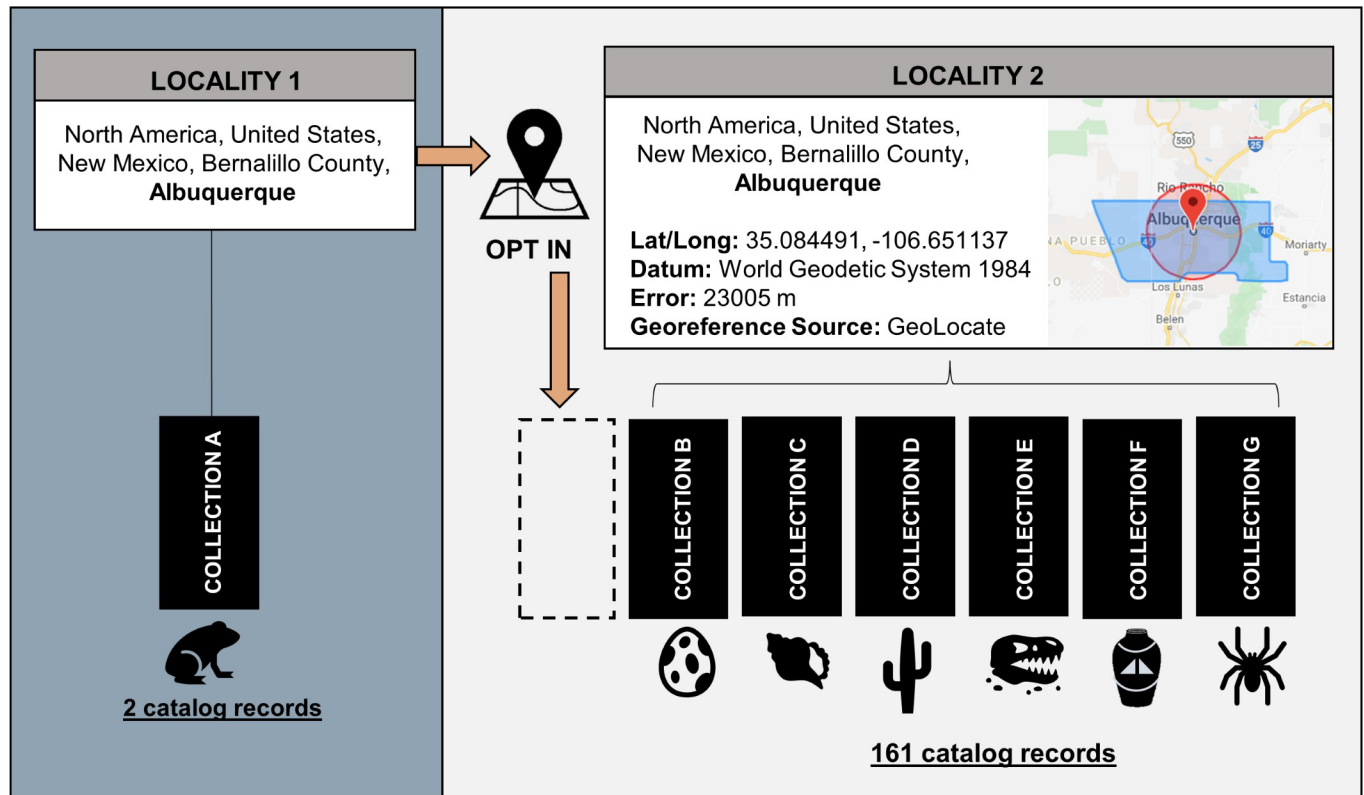 LOCALITY 1
North America, United States,
New Mexico, Bernalillo County,
Albuquerque
OPT IN
COLLECTION A
2 catalog records
LOCALITY 2
North America, United States,
New Mexico, Bernalillo County,
Albuquerque
Lat/Long: 35.084491, -106.651137
Datum: World Geodetic System 1984
Error: 23005 m
Georeference Source: GeoLocate
550
25
Rio Rancho
Albuquerque
NA PUEBLO
40
40
Moriarty
Los Lunas
Estancia
Belen
LO
COLLECTION B
COLLECTION C
COLLECTION D
COLLECTION E
COLLECTION F
COLLECTION G
161 catalog records